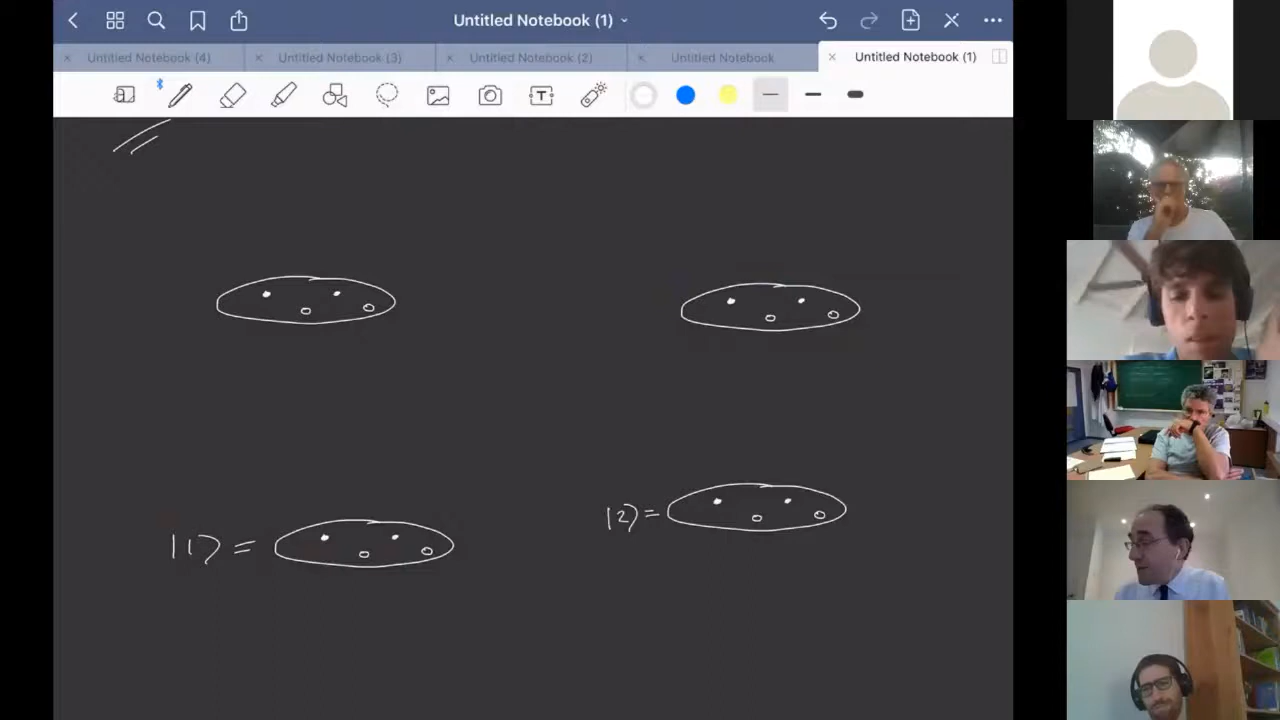 Untitled Notebook (1)
Untitled Notebook (4)
Untitled Notebook (3)
Untitled Notebook (2)
Untitled Notebook
Untitled Notebook (1)
T
|2⟩ =
|1⟩ =